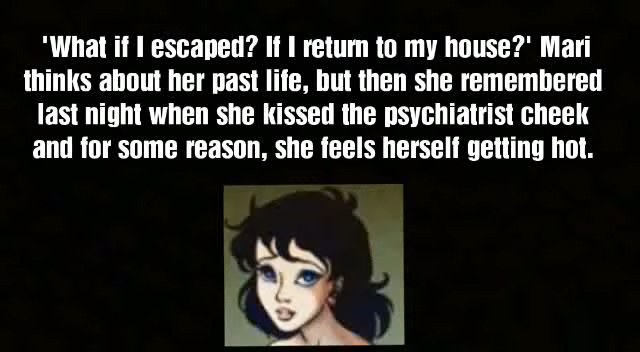 'What if I escaped? If I return to my house?' Mari
thinks about her past life, but then she remembered
last night when she kissed the psychiatrist cheek
and for some reason, she feels herself getting hot.